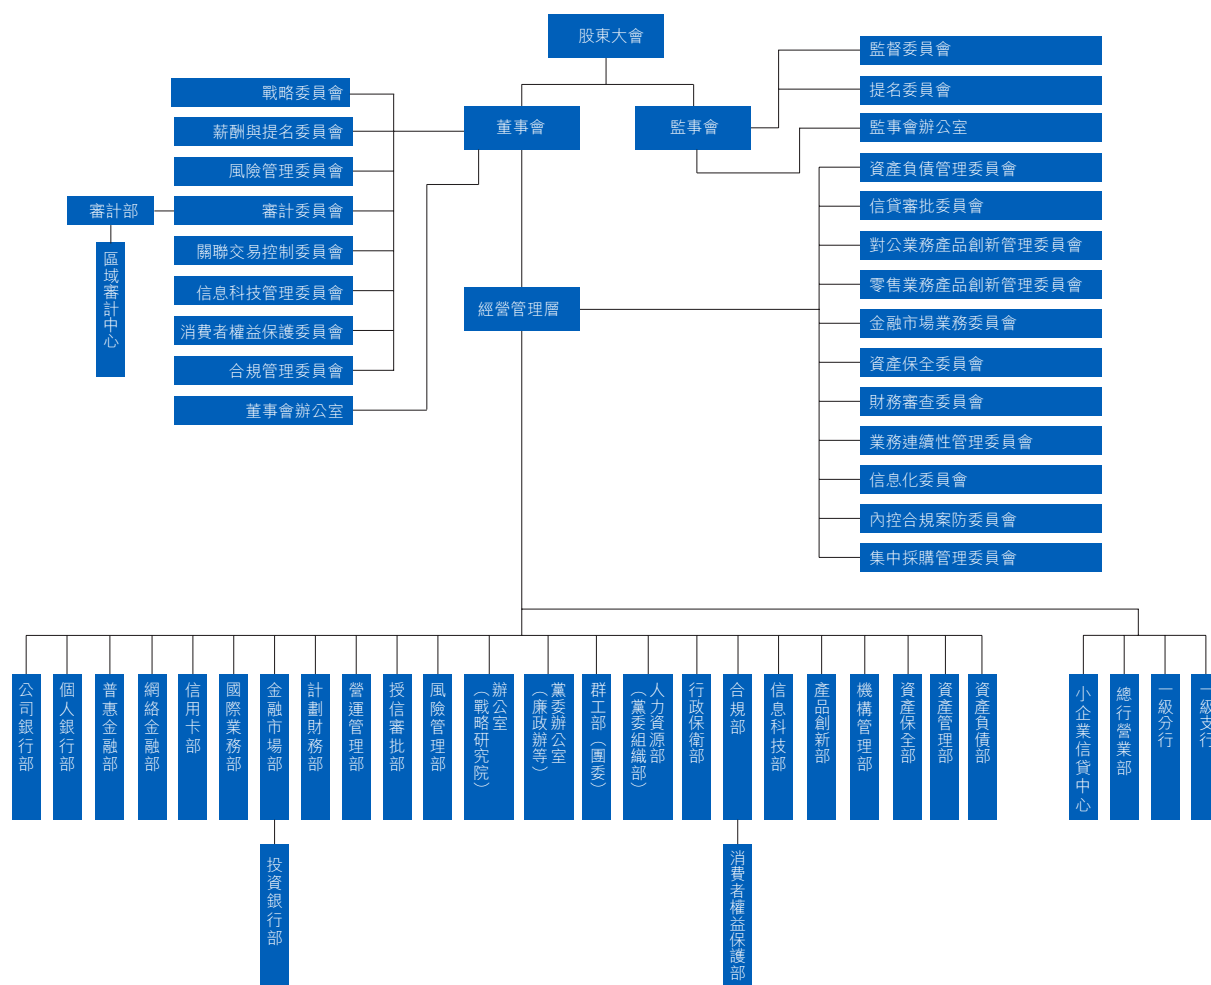 股東大會
董事會
監事會
監督委員會
提名委員會
監事會辦公室
戰略委員會
薪酬與提名委員會
風險管理委員會
審計委員會
審計部
區域審計中心
關聯交易控制委員會
信息科技管理委員會
消費者權益保護委員會
合規管理委員會
董事會辦公室
經營管理層
資產負債管理委員會
信貸審批委員會
對公業務產品創新管理委員會
零售業務產品創新管理委員會
金融市場業務委員會
資產保全委員會
財務審查委員會
業務連續性管理委員會
信息化委員會
內控合規案防委員會
集中採購管理委員會
公司銀行部
個人銀行部
普惠金融部
網絡金融部
信用卡部
國際業務部
金融市場部
計劃財務部
營運管理部
授信審批部
風險管理部
辦公室
（戰略研究院）
黨委辦公室
（廉政辦等）
群工部（團委）
人力資源部
（黨委組織部）
行政保衛部
合規部
信息科技部
產品創新部
機構管理部
資產保全部
資產管理部
資產負債部
小企業信貸中心
總行營業部
一級分行
一級支行
投資銀行部
消費者權益保護部